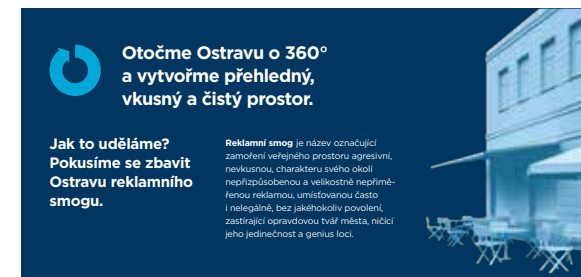 Otočme Ostravu o 360°
a vytvořme přehledný,
vkusný a čistý prostor.
Jak to uděláme?
Pokusíme se zbavit
Ostravu reklamního
smogu.
Reklamní smog je název označující
zamoření veřejného prostoru agresivní,
nevkusnou, charakteru svého okolí
nepřizpůsobenou a velikostně nepřimě-
řenou reklamou, umísťovanou často
i nelegálně, bez jakéhokoliv povolení,
zastírající opravdovou tvář města, ničící
jeho jedinečnost a genius loci.